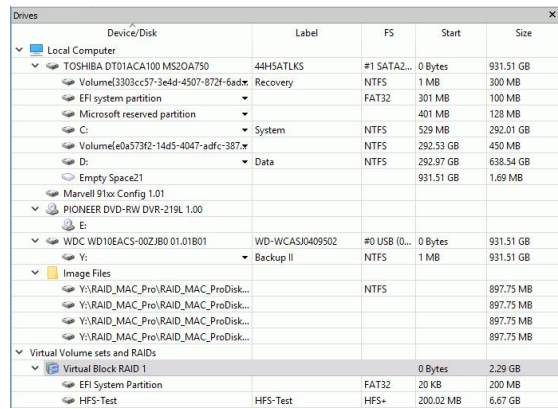 Drives
Device/Disk Label FS Start Size
Local Computer
TOSHIBA DT01ACA100 MS2OA750 44H5ATLKS #1 SATA2... 0 Bytes 931.51 GB
Volume{3303cc57-3e4d-4507-872f-6ad... Recovery NTFS 1 MB 300 MB
EFI system partition FAT32 301 MB 100 MB
Microsoft reserved partition 401 MB 128 MB
C: System NTFS 529 MB 292.01 GB
Volume{e0a573f2-14d5-4047-adfc-387... NTFS 292.53 GB 450 MB
D: Data NTFS 292.97 GB 638.54 GB
Empty Space21 931.51 GB 1.69 MB
Marvell 91xx Config 1.01
PIONEER DVD-RW DVR-219L 1.00
E:
WDC WD10EACS-00ZJB0 01.01B01 WD-WCASJ0409502 #0 USB (0... 0 Bytes 931.51 GB
Y: Backup II NTFS 1 MB 931.51 GB
Image Files
Y:\RAID_MAC_Pro\RAID_MAC_ProDisk... NTFS 897.75 MB
Y:\RAID_MAC_Pro\RAID_MAC_ProDisk... 897.75 MB
Y:\RAID_MAC_Pro\RAID_MAC_ProDisk... 897.75 MB
Y:\RAID_MAC_Pro\RAID_MAC_ProDisk... 897.75 MB
Virtual Volume sets and RAIDs
Virtual Block RAID 1 0 Bytes 2.29 GB
EFI System Partition FAT32 20 KB 200 MB
HFS-Test HFS-Test HFS+ 200.02 MB 6.67 GB